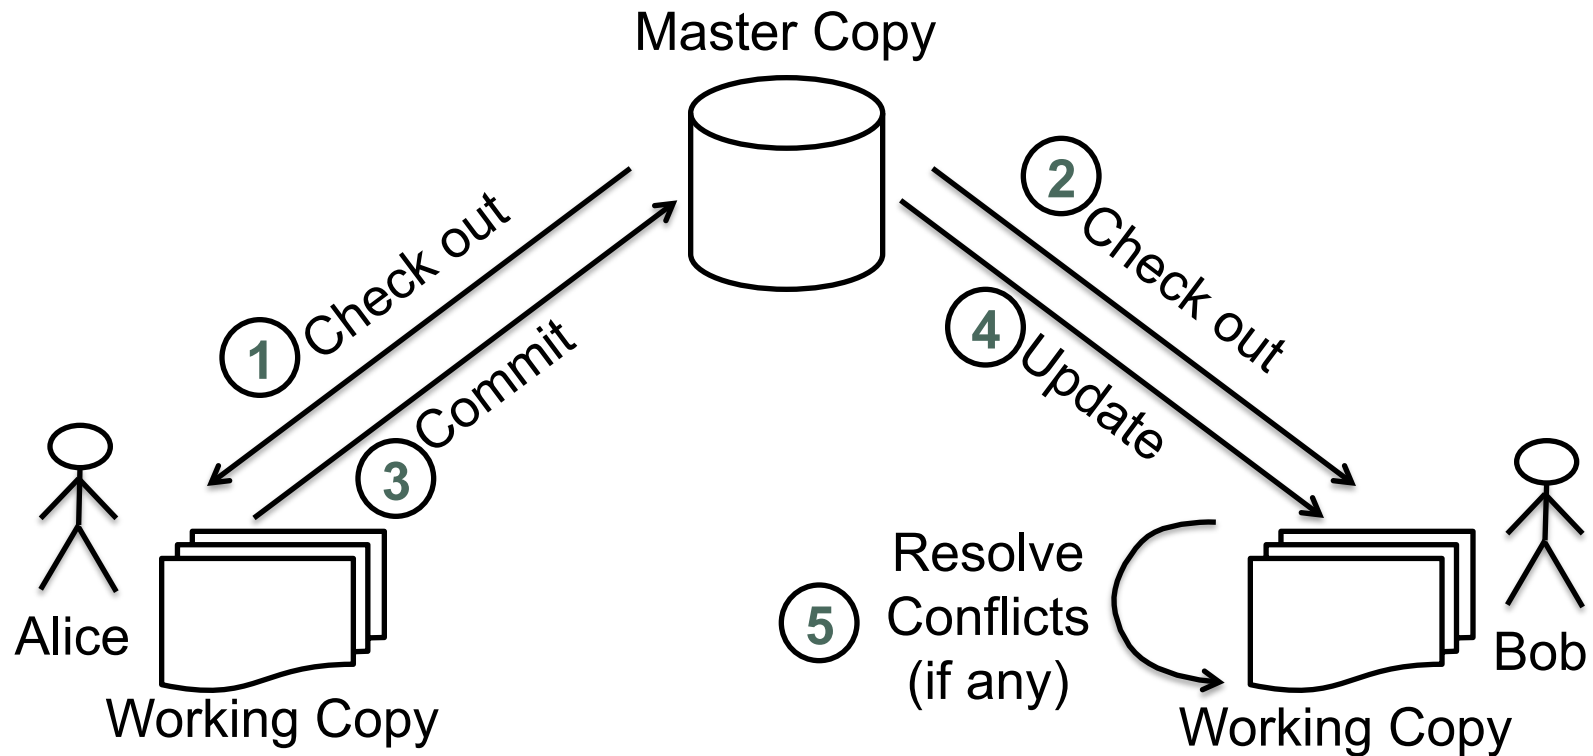 Master Copy
1 Check out
2 Check out
3 Commit
4 Update
Alice
Working Copy
5
Resolve
Conflicts
(if any)
Bob
Working Copy